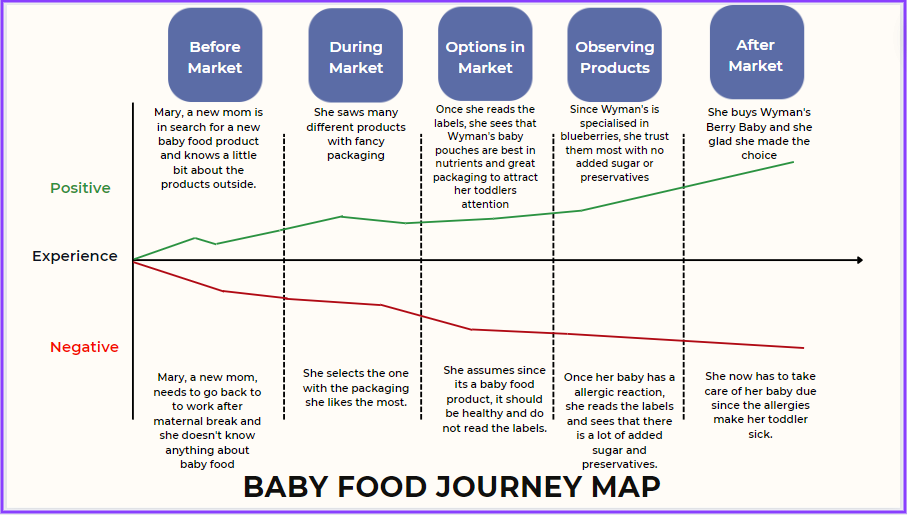 Before
Market
During
Market
Options in
Market
Observing
Products
After
Market
Mary, a new mom is
in search for a new
baby food product
and knows a little
bit about the
products outside.
She saws many
different products
with fancy
packaging
Once she reads the
labels, she sees that
Wyman's baby
pouches are best in
nutrients and great
packaging to attract
her toddlers
attention
Since Wyman's is
specialised in
blueberries, she trust
them most with no
added sugar or
preservatives
She buys Wyman's
Berry Baby and she
glad she made the
choice
Positive
Experience
Negative
Mary, a new mom,
needs to go back to
to work after
maternal break and
she doesn't know
anything about
baby food
She selects the one
with the packaging
she likes the most.
She assumes since
its a baby food
product, it should
be healthy and do
not read the labels.
Once her baby has a
allergic reaction,
she reads the labels
and sees that there
is a lot of added
sugar and
preservatives.
She now has to take
care of her baby due
since the allergies
make her toddler
sick.
BABY FOOD JOURNEY MAP